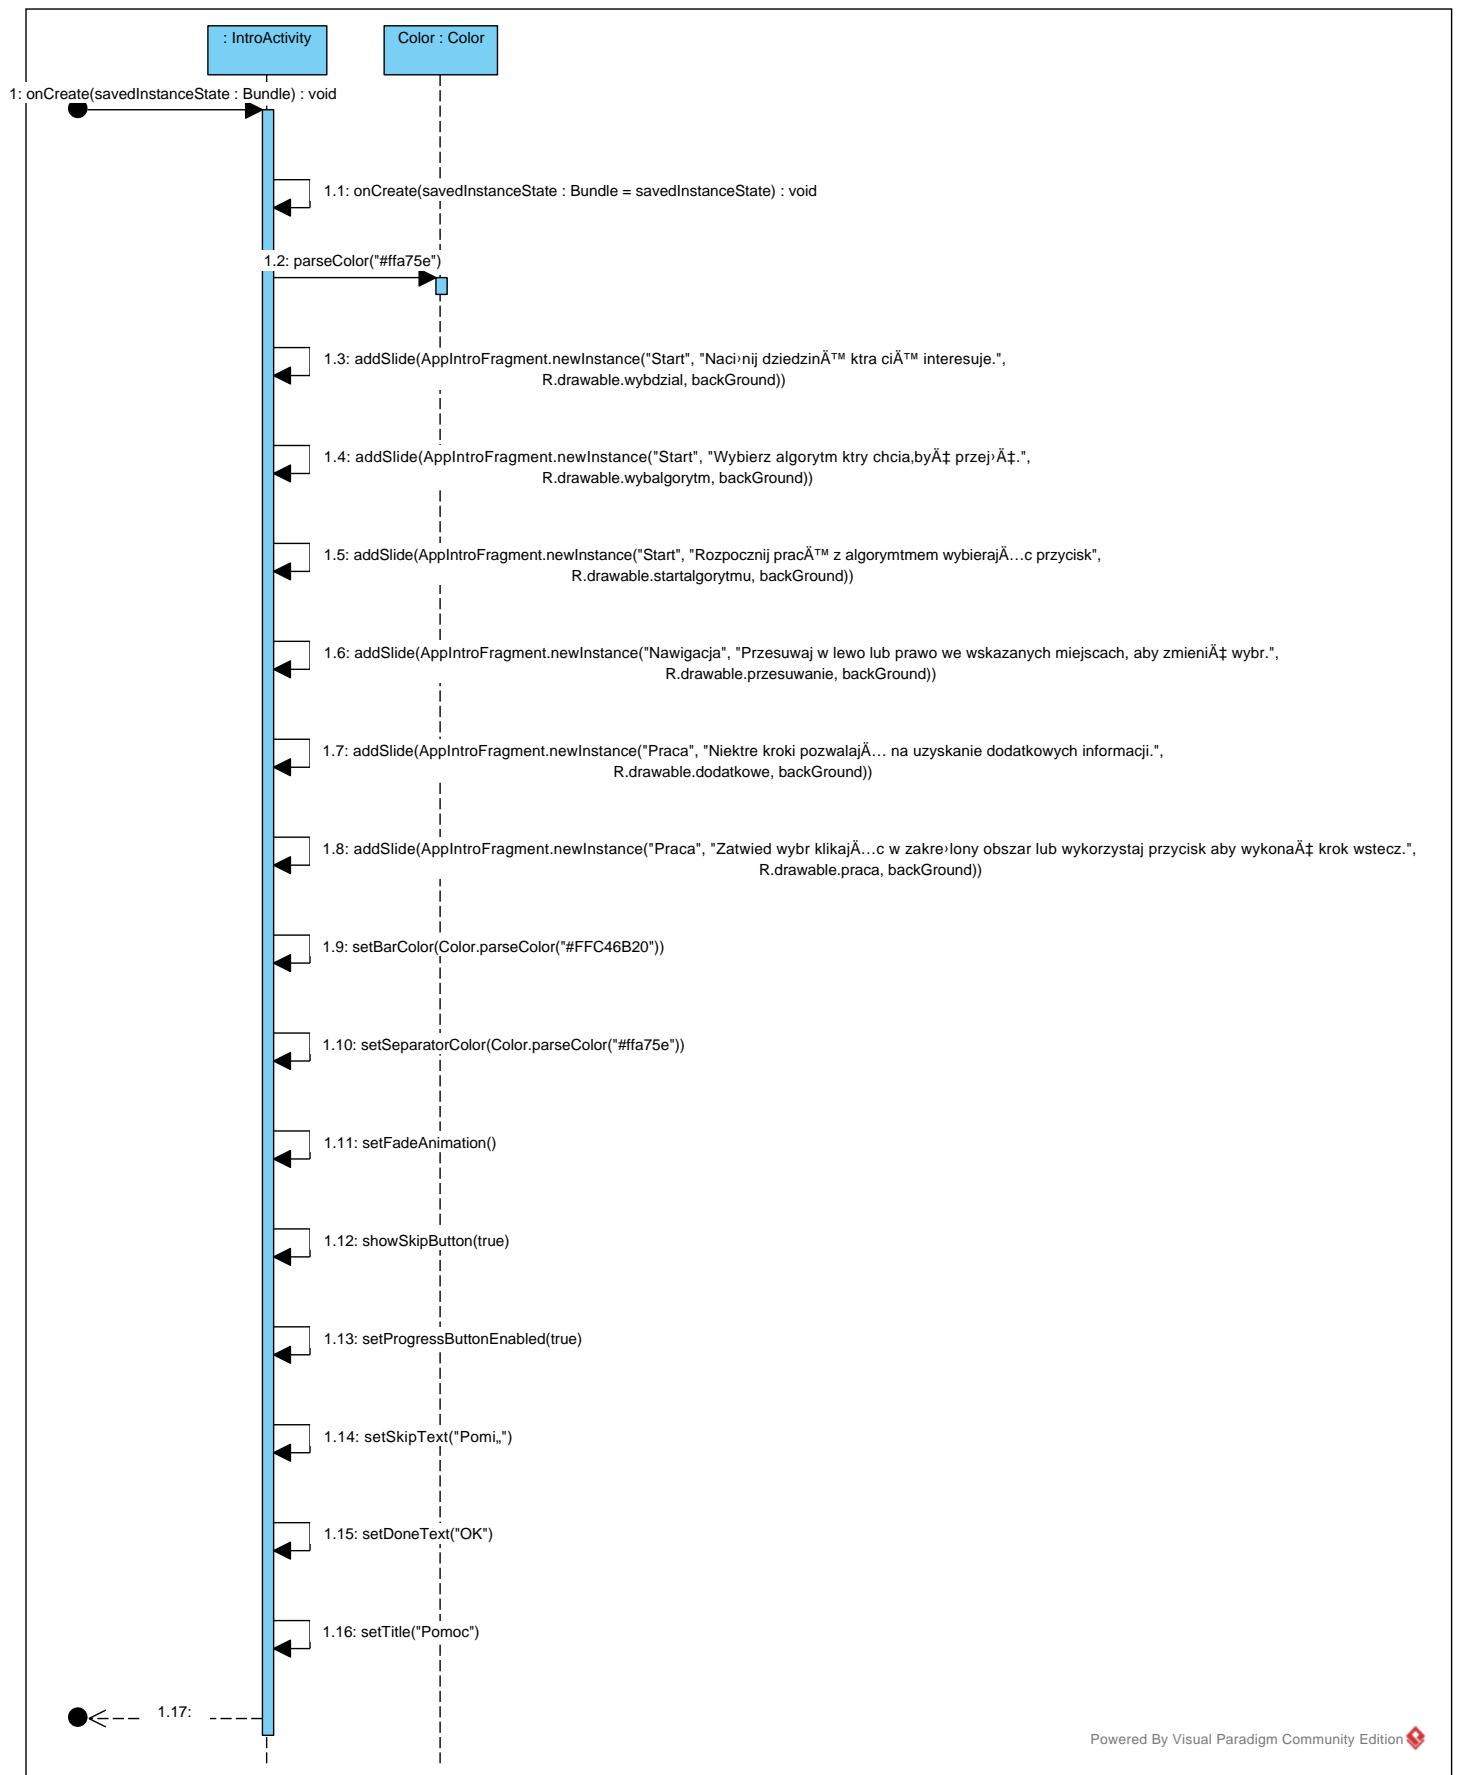 : IntroActivity
Color : Color
1: onCreate(savedInstanceState : Bundle) : void
1.1: onCreate(savedInstanceState : Bundle = savedInstanceState) : void
1.2: parseColor("#ffa75e")
1.3: addSlide(AppIntroFragment.newInstance("Start", "Naci›nij dziedzinÄ™ ktra ciÄ™ interesuje.",
R.drawable.wybdzial, backGround))
1.4: addSlide(AppIntroFragment.newInstance("Start", "Wybierz algorytm ktry chcia‚byÄ‡ przej›Ä‡.",
R.drawable.wybalgorytm, backGround))
1.5: addSlide(AppIntroFragment.newInstance("Start", "Rozpocznij pracÄ™ z algorymtmem wybierajÄ…c przycisk",
R.drawable.startalgorytmu, backGround))
1.6: addSlide(AppIntroFragment.newInstance("Nawigacja", "Przesuwaj w lewo lub prawo we wskazanych miejscach, aby zmieniÄ‡ wybr.",
R.drawable.przesuwanie, backGround))
1.7: addSlide(AppIntroFragment.newInstance("Praca", "Niektre kroki pozwalajÄ… na uzyskanie dodatkowych informacji.",
R.drawable.dodatkowe, backGround))
1.8: addSlide(AppIntroFragment.newInstance("Praca", "Zatwied wybr klikajÄ…c w zakre›lony obszar lub wykorzystaj przycisk aby wykonaÄ‡ krok wstecz.",
R.drawable.praca, backGround))
1.9: setBarColor(Color.parseColor("#FFC46B20"))
1.10: setSeparatorColor(Color.parseColor("#ffa75e"))
1.11: setFadeAnimation()
1.12: showSkipButton(true)
1.13: setProgressButtonEnabled(true)
1.14: setSkipText("Pomi„")
1.15: setDoneText("OK")
1.16: setTitle("Pomoc")
1.17:
Powered By Visual Paradigm Community Edition